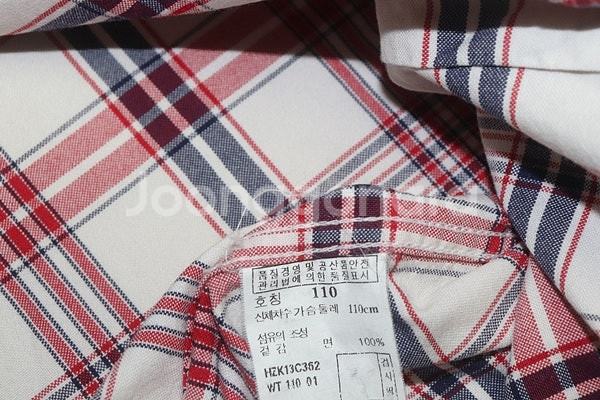 품질경영 및 공산품안전
관리법에 의한 품질표시
호칭 110
신체치수 가슴둘레 110cm
섬유의 조성
겉감 면 100%
HZK13C362
WT 110 01
검